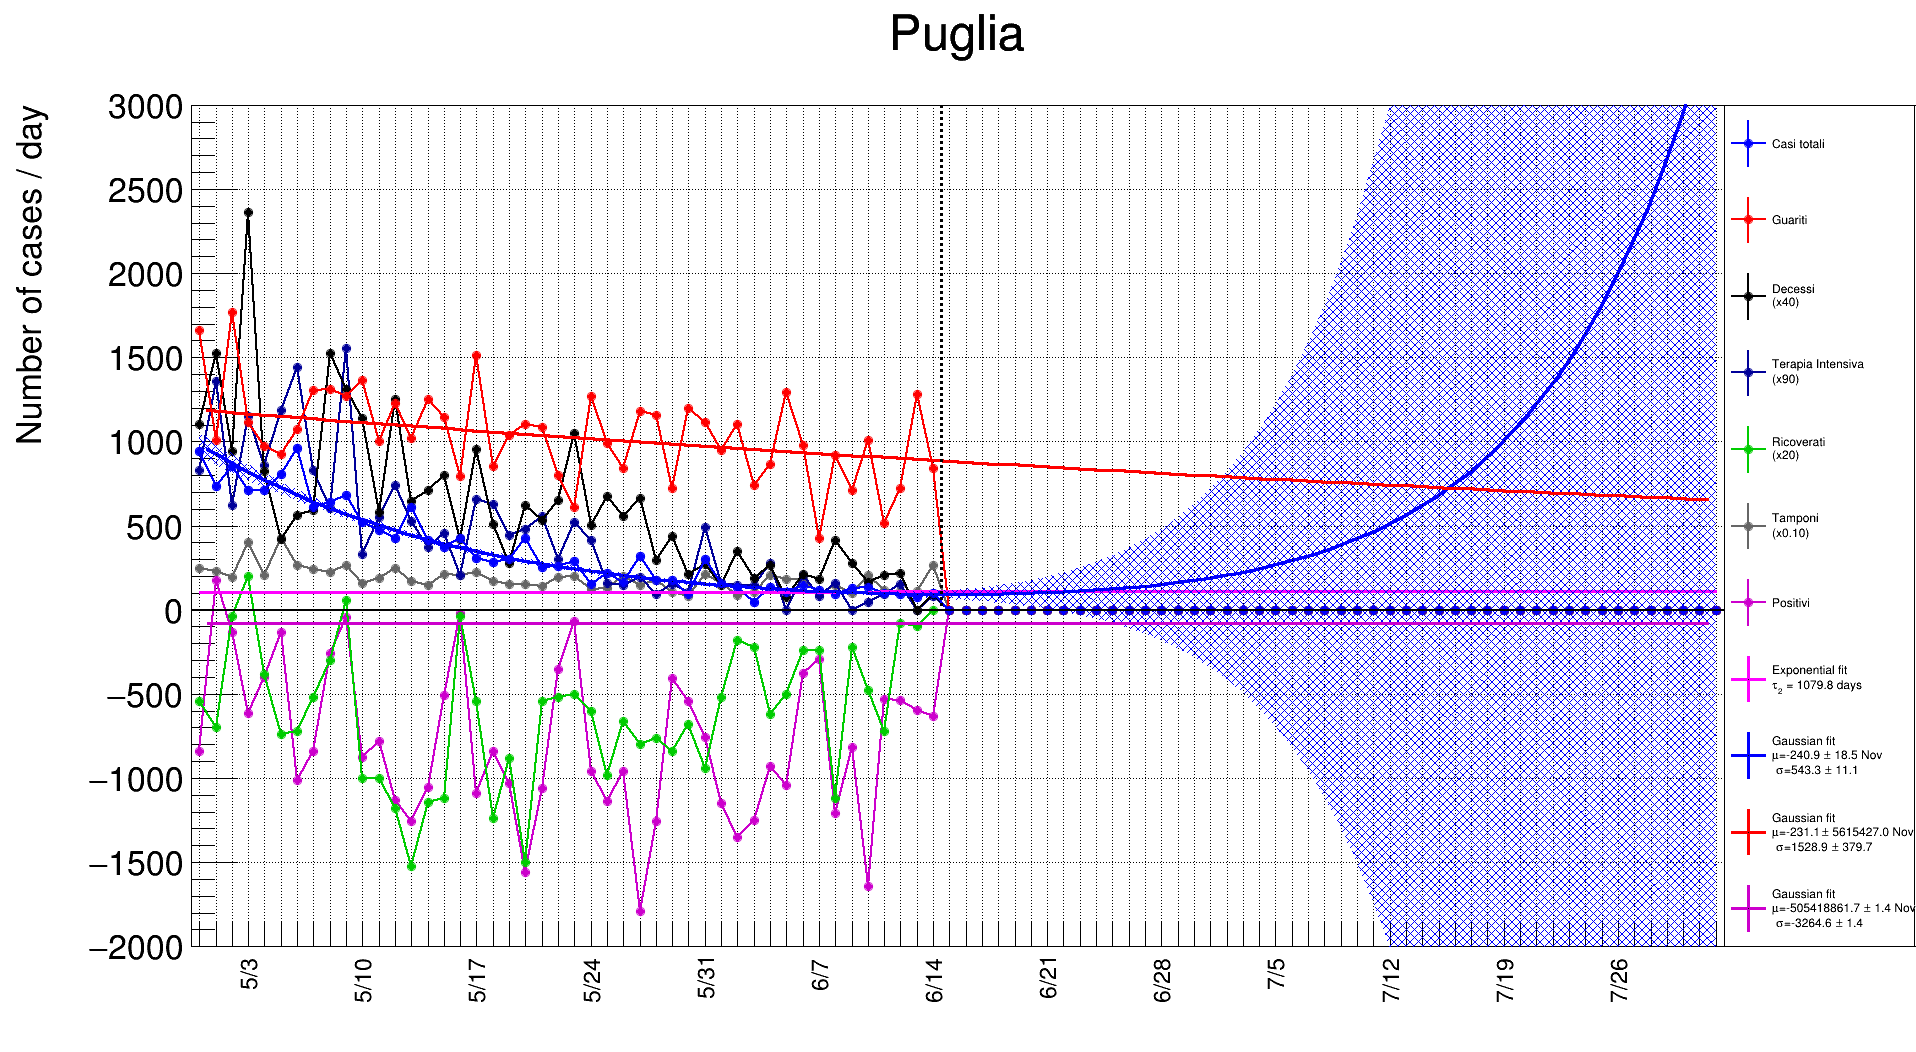 Puglia
Number of cases / day
3000
2500
2000
1500
1000
500
0
−500
−1000
−1500
−2000
5/3
5/10
5/17
5/24
5/31
6/7
6/14
6/21
6/28
7/5
7/12
7/19
7/26
Casi totali
Guariti
Decessi
(x40)
Terapia Intensiva
(x90)
Ricoverati
(x20)
Tamponi
(x0.10)
Positivi
Exponential fit
τ2 = 1079.8 days
Gaussian fit
μ=-240.9 ± 18.5 Nov
σ=543.3 ± 11.1
Gaussian fit
μ=-231.1 ± 5615427.0 Nov
σ=1528.9 ± 379.7
Gaussian fit
μ=-505418861.7 ± 1.4 Nov
σ=-3264.6 ± 1.4